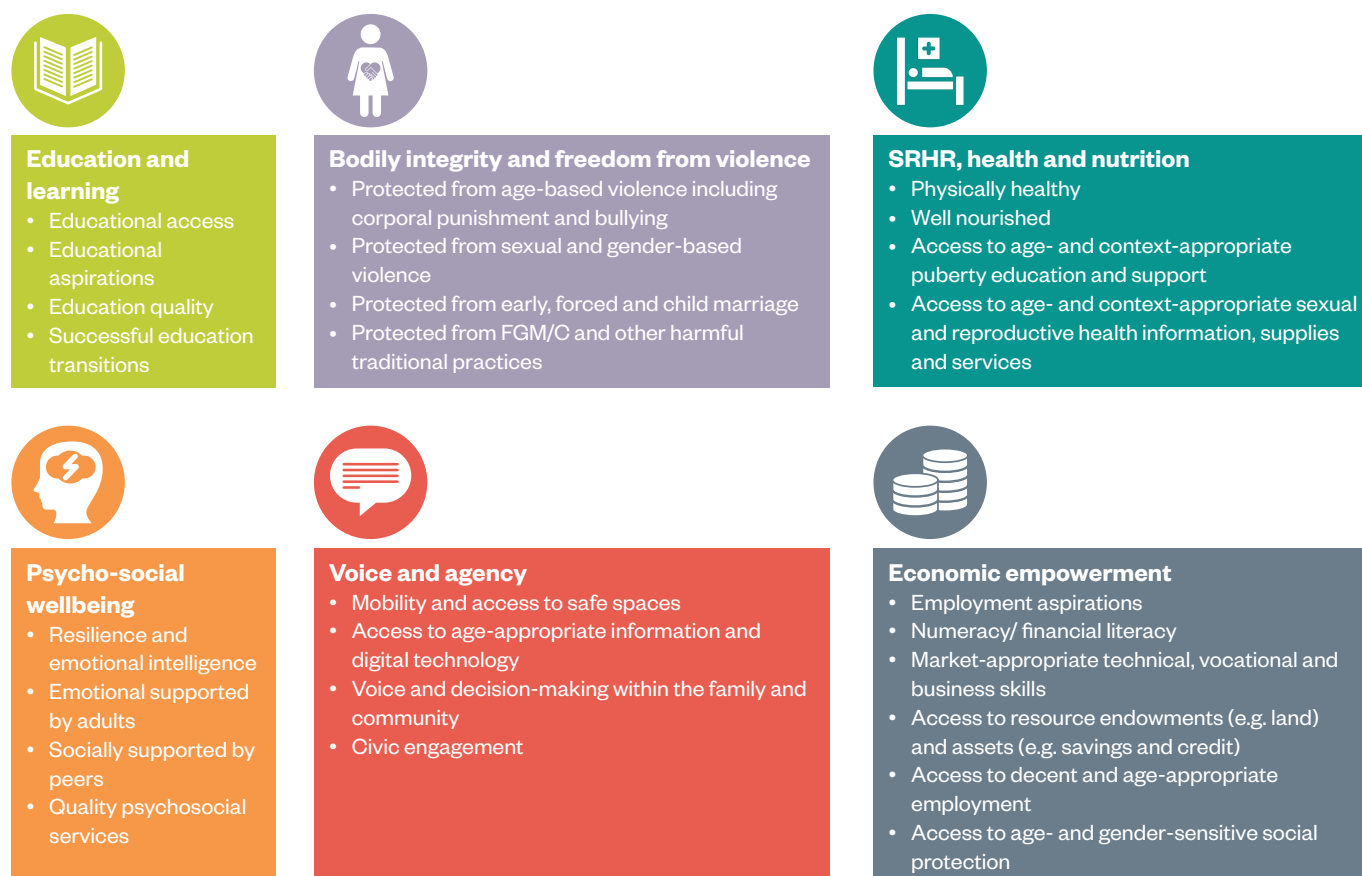 Education and
learning
• Educational access
• Educational
aspirations
• Education quality
• Successful education
transitions
Bodily integrity and freedom from violence
• Protected from age-based violence including
corporal punishment and bullying
• Protected from sexual and gender-based
violence
• Protected from early, forced and child marriage
• Protected from FGM/C and other harmful
traditional practices
SRHR, health and nutrition
• Physically healthy
• Well nourished
• Access to age- and context-appropriate
puberty education and support
• Access to age- and context-appropriate sexual
and reproductive health information, supplies
and services
Psycho-social
wellbeing
• Resilience and
emotional intelligence
• Emotional supported
by adults
• Socially supported by
peers
• Quality psychosocial
services
Voice and agency
• Mobility and access to safe spaces
• Access to age-appropriate information and
digital technology
• Voice and decision-making within the family and
community
• Civic engagement
Economic empowerment
• Employment aspirations
• Numeracy/ financial literacy
• Market-appropriate technical, vocational and
business skills
• Access to resource endowments (e.g. land)
and assets (e.g. savings and credit)
• Access to decent and age-appropriate
employment
• Access to age- and gender-sensitive social
protection